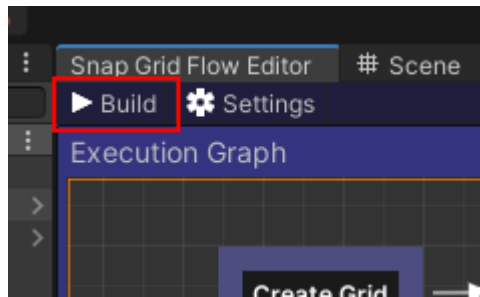 Snap Grid Flow Editor # Scene
Build Settings
Execution Graph
Create Grid